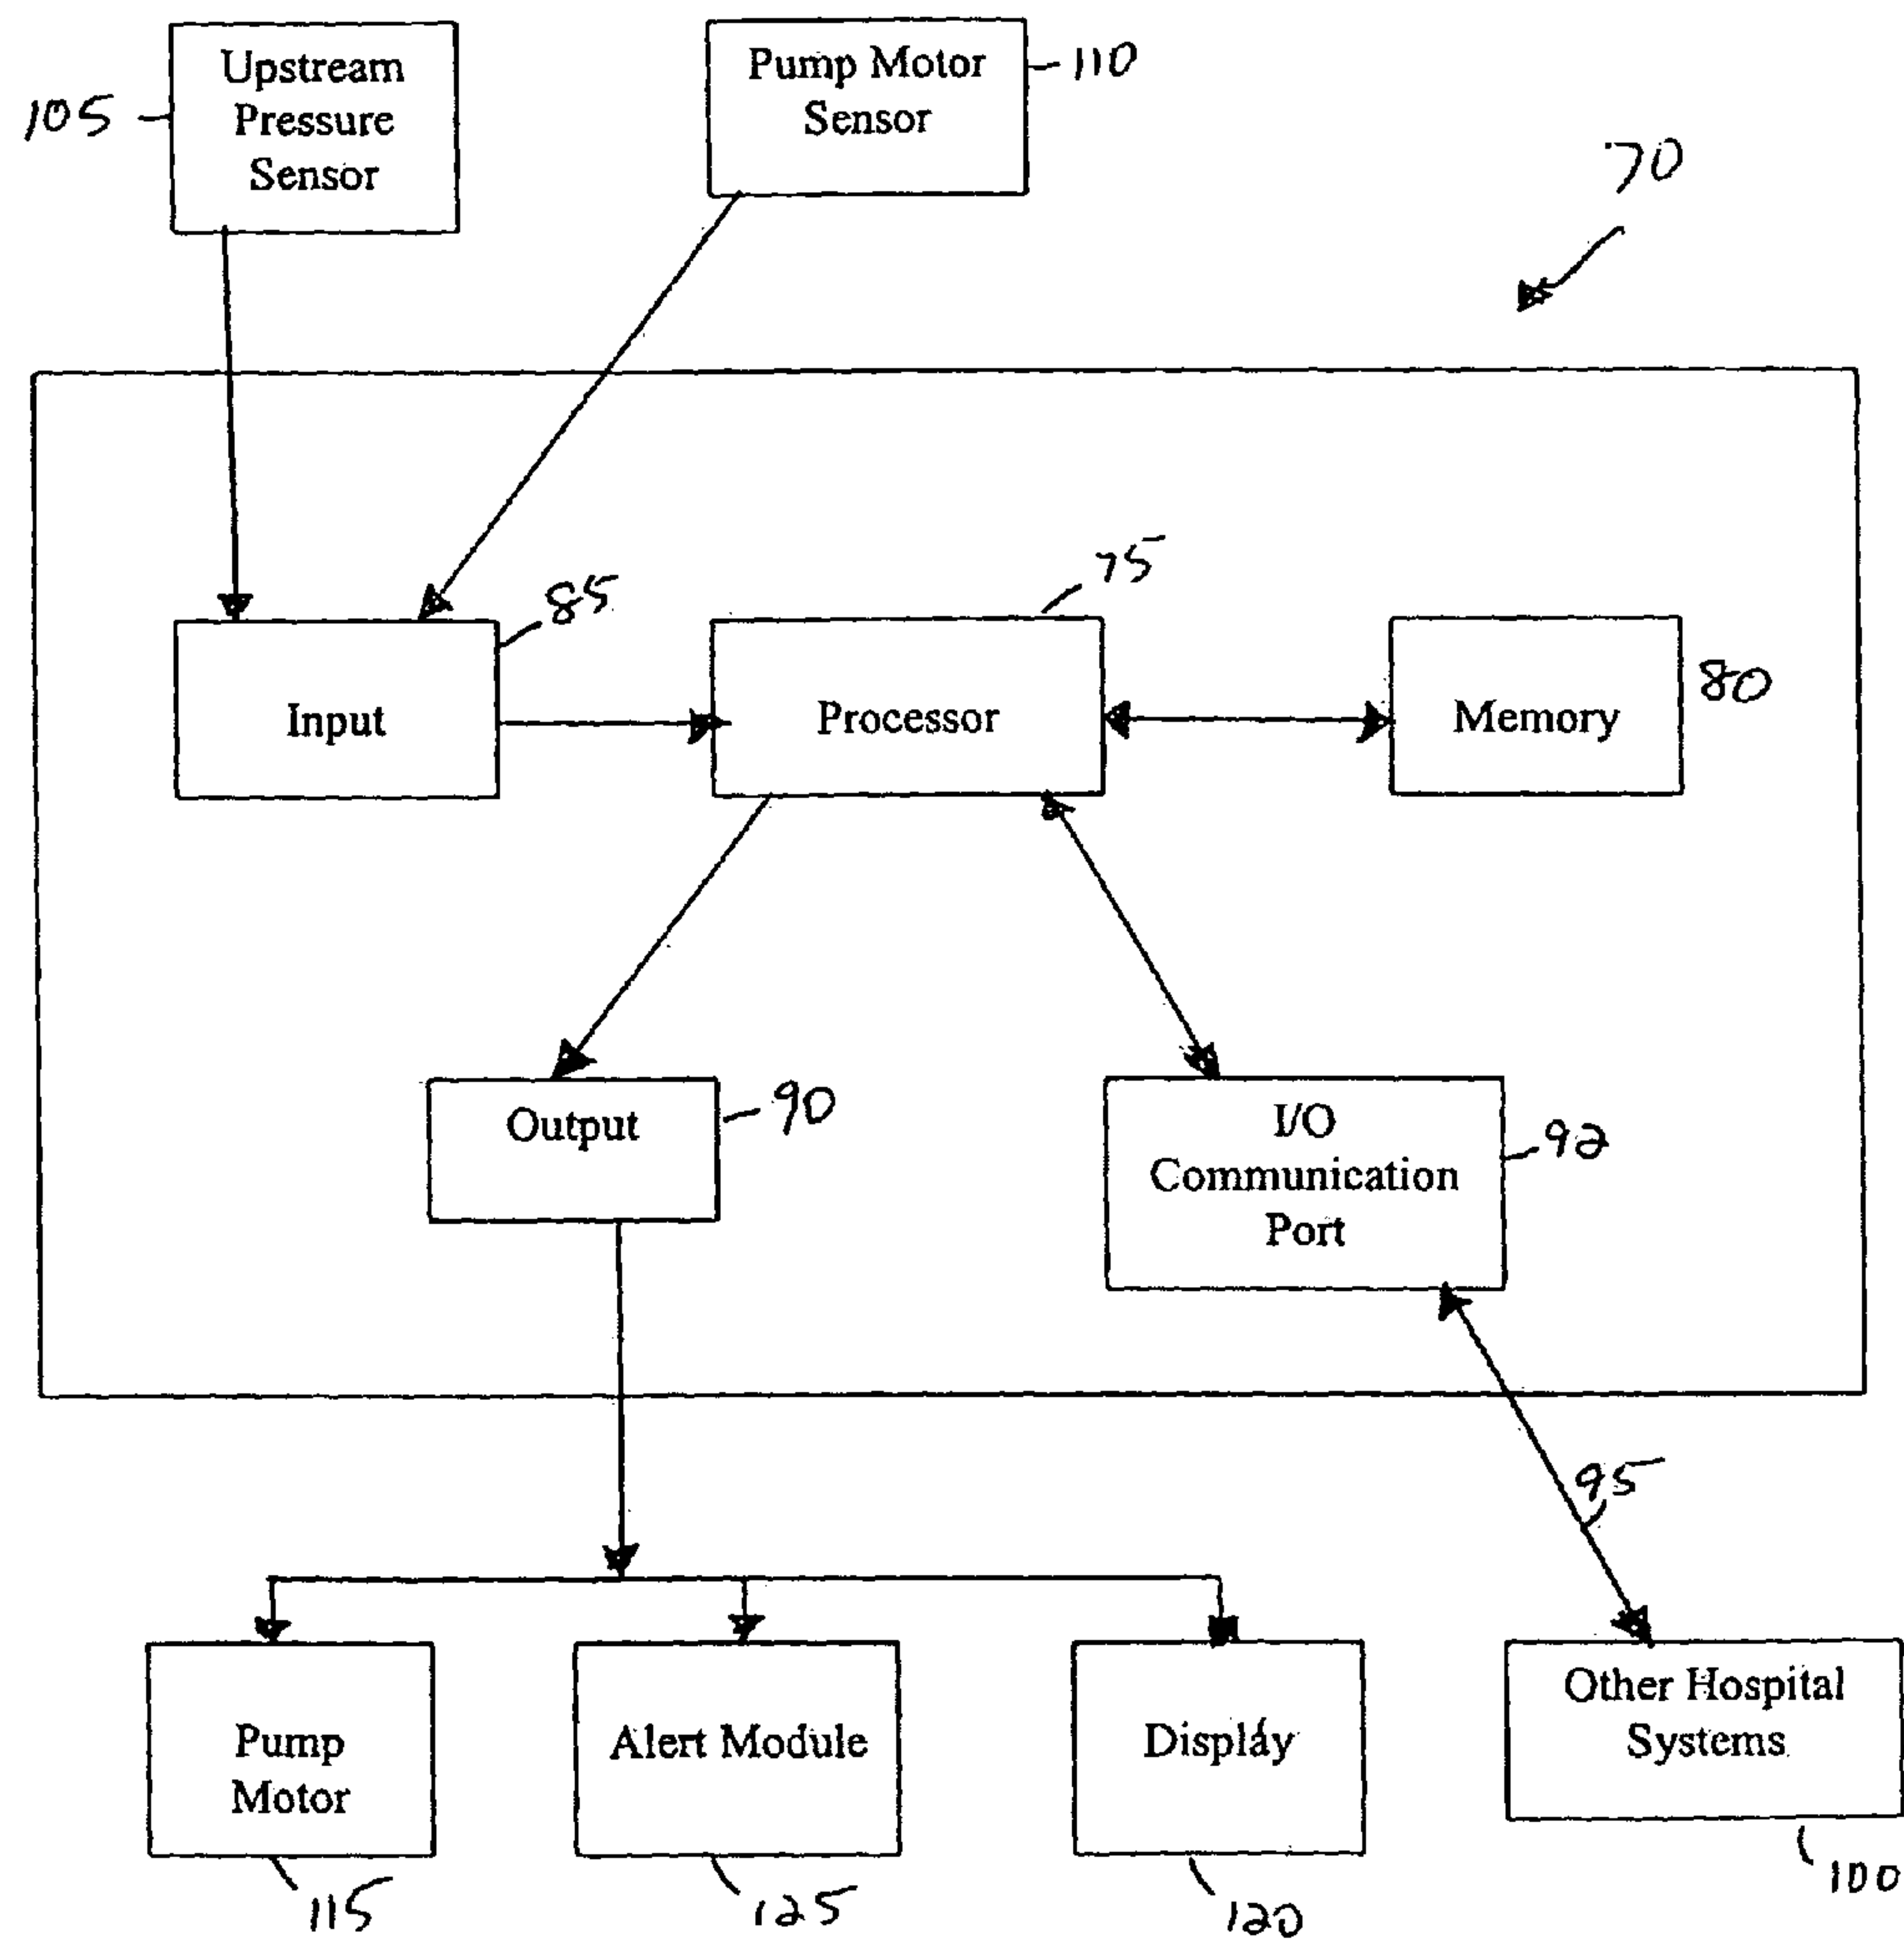 Upstream
Pressure
Sensor
105
Pump Motor
Sensor
110
70
Input
85
Processor
75
Memory
80
Output
90
I/O
Communication
Port
92
95
Pump
Motor
115
Alert Module
125
Display
120
Other Hospital
Systems
100